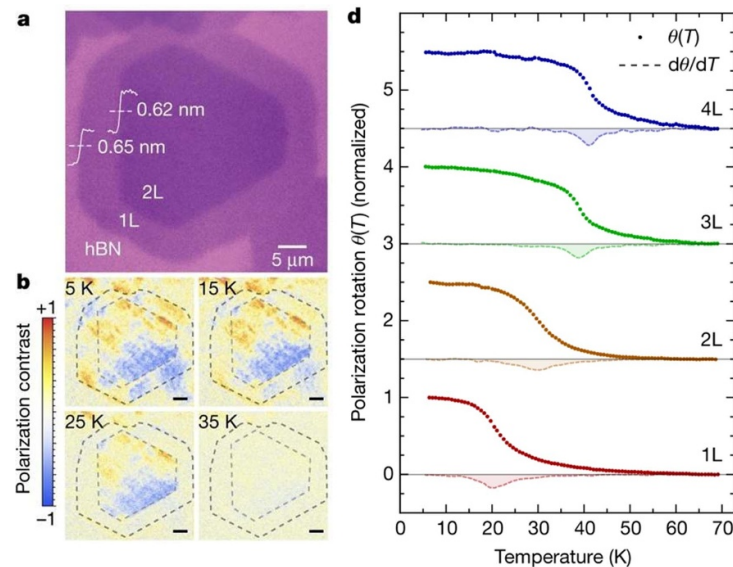 a
0.62 nm
0.65 nm
2L
1L
hBN
5 μm
b
Polarization contrast
+1
−1
5 K
15 K
25 K
35 K
d
Polarization rotation θ(T) (normalized)
5
4
3
2
1
0
θ(T)
dθ/dT
4L
3L
2L
1L
0 10 20 30 40 50 60 70
Temperature (K)